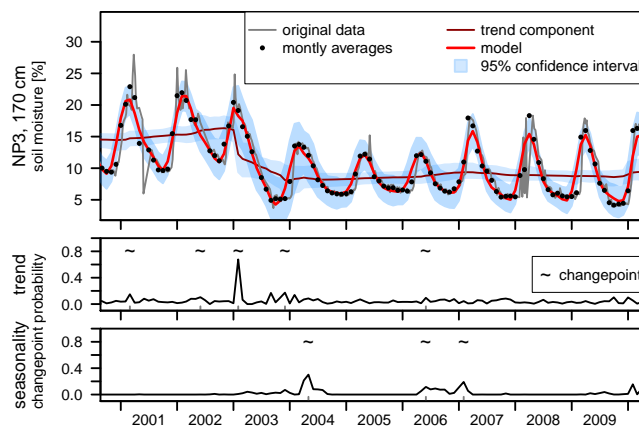 original data
montly averages
trend component
model
95% confidence interval
NP3, 170 cm
soil moisture [%]
30
25
20
15
10
5
trend
changepoint probability
0.8
0.4
0.0
~ ~ ~ ~ ~
~ changepoint
seasonality
0.8
0.4
0.0
~ ~ ~
2001 2002 2003 2004 2005 2006 2007 2008 2009